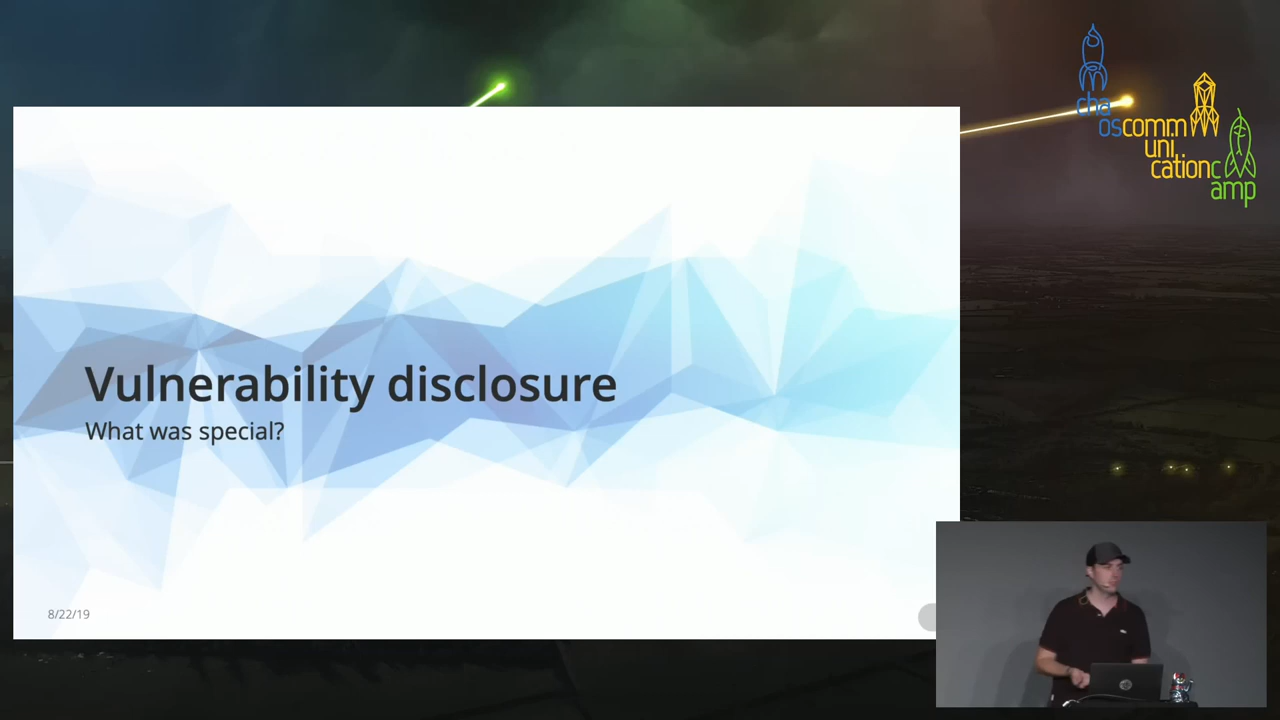 cha
oscomm
uni
cationc
amp
Vulnerability disclosure
What was special?
8/22/19